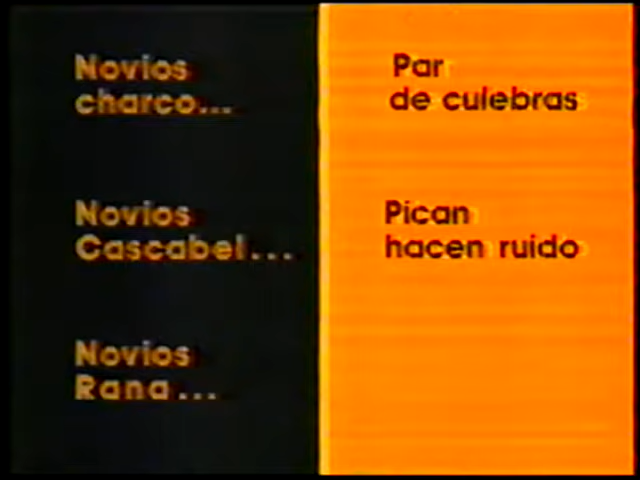 Novios
charco...
Par
de culebras
Novios
Cascabel...
Pican
hacen ruido
Novios
Rana...